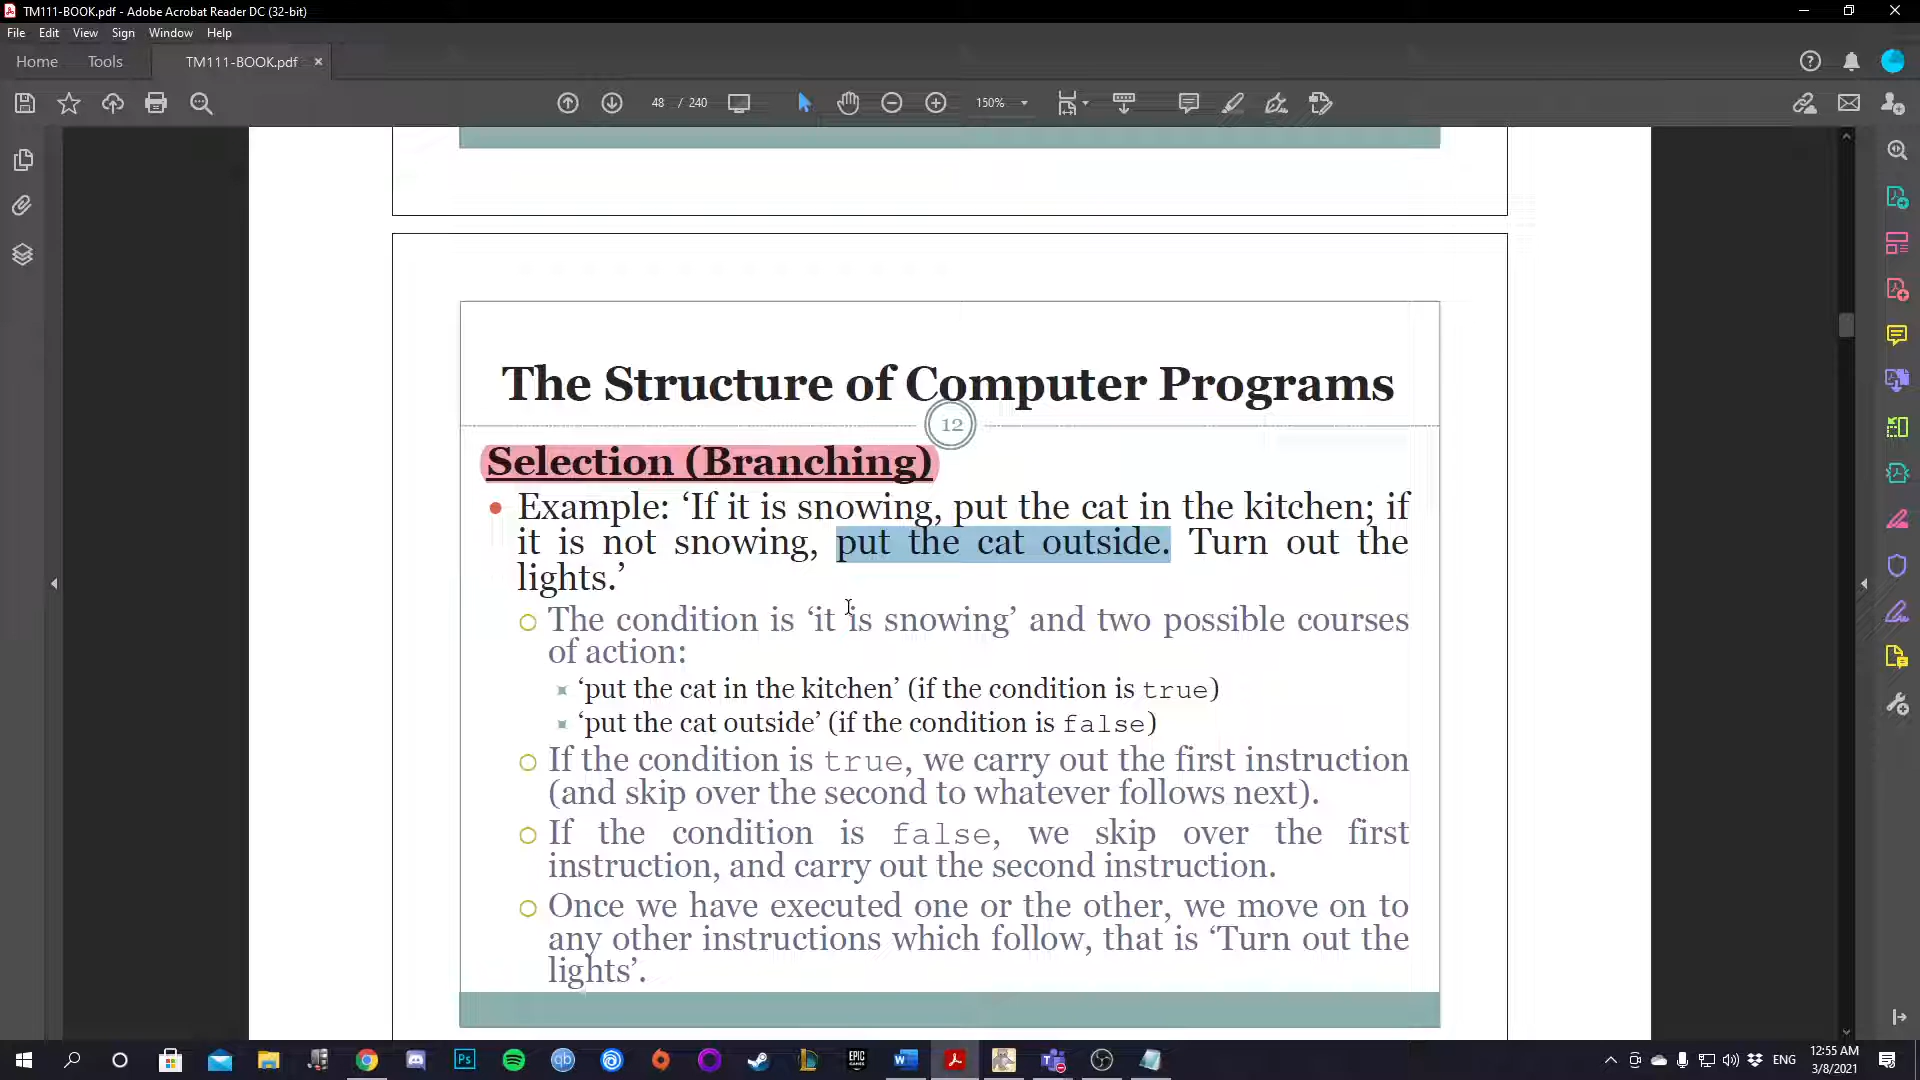 TM111-BOOK.pdf - Adobe Acrobat Reader DC (32-bit)
File Edit View Sign Window Help
Home Tools TM111-BOOK.pdf ×
48 / 240 150%
The Structure of Computer Programs
12
Selection (Branching)
Example: ‘If it is snowing, put the cat in the kitchen; if
it is not snowing, put the cat outside. Turn out the
lights.’
The condition is ‘it is snowing’ and two possible courses
of action:
‘put the cat in the kitchen’ (if the condition is true)
‘put the cat outside’ (if the condition is false)
If the condition is true, we carry out the first instruction
(and skip over the second to whatever follows next).
If the condition is false, we skip over the first
instruction, and carry out the second instruction.
Once we have executed one or the other, we move on to
any other instructions which follow, that is ‘Turn out the
lights’.
Ps qb EPIC GAMES ENG 12:55 AM
3/8/2021